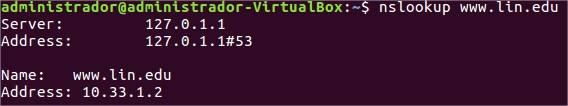 administrador@administrador-VirtualBox:~$ nslookup www.lin.edu
Server:         127.0.1.1
Address:        127.0.1.1#53

Name:   www.lin.edu
Address: 10.33.1.2